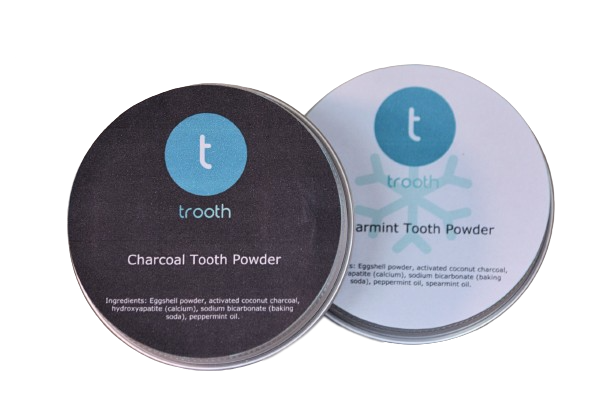 t
trooth
Charcoal Tooth Powder
Ingredients: Eggshell powder, activated coconut charcoal,
hydroxyapatite (calcium), sodium bicarbonate (baking
soda), peppermint oil.
t
trooth
armint Tooth Powder
s: Eggshell powder, activated coconut charcoal,
apatite (calcium), sodium bicarbonate (baking
soda), peppermint oil, spearmint oil.